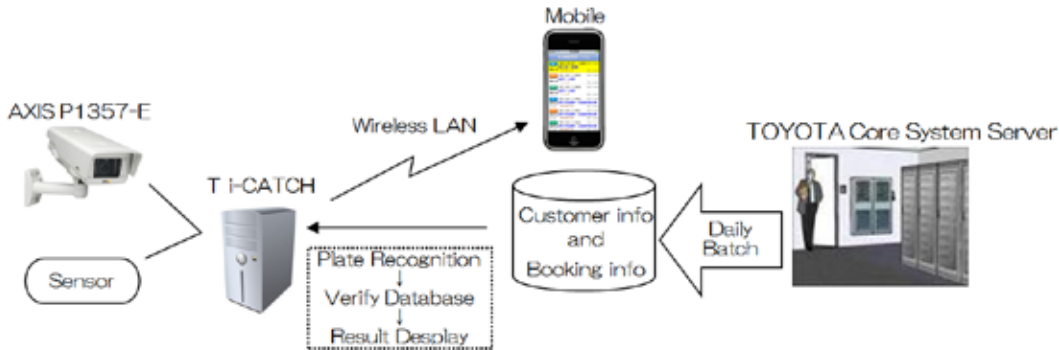 Mobile
AXIS P1357-E
Wireless LAN
TOYOTA Core System Server
T i-CATCH
Customer info
and
Booking info
Daily
Batch
Sensor
Plate Recognition
Verify Database
Result Desplay